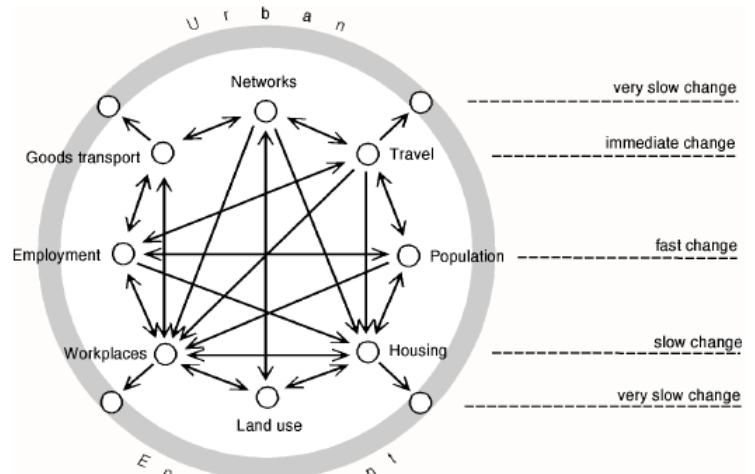 Urban
Networks
very slow change
Goods transport
Travel
immediate change
Employment
Population
fast change
Workplaces
Housing
slow change
very slow change
Land use